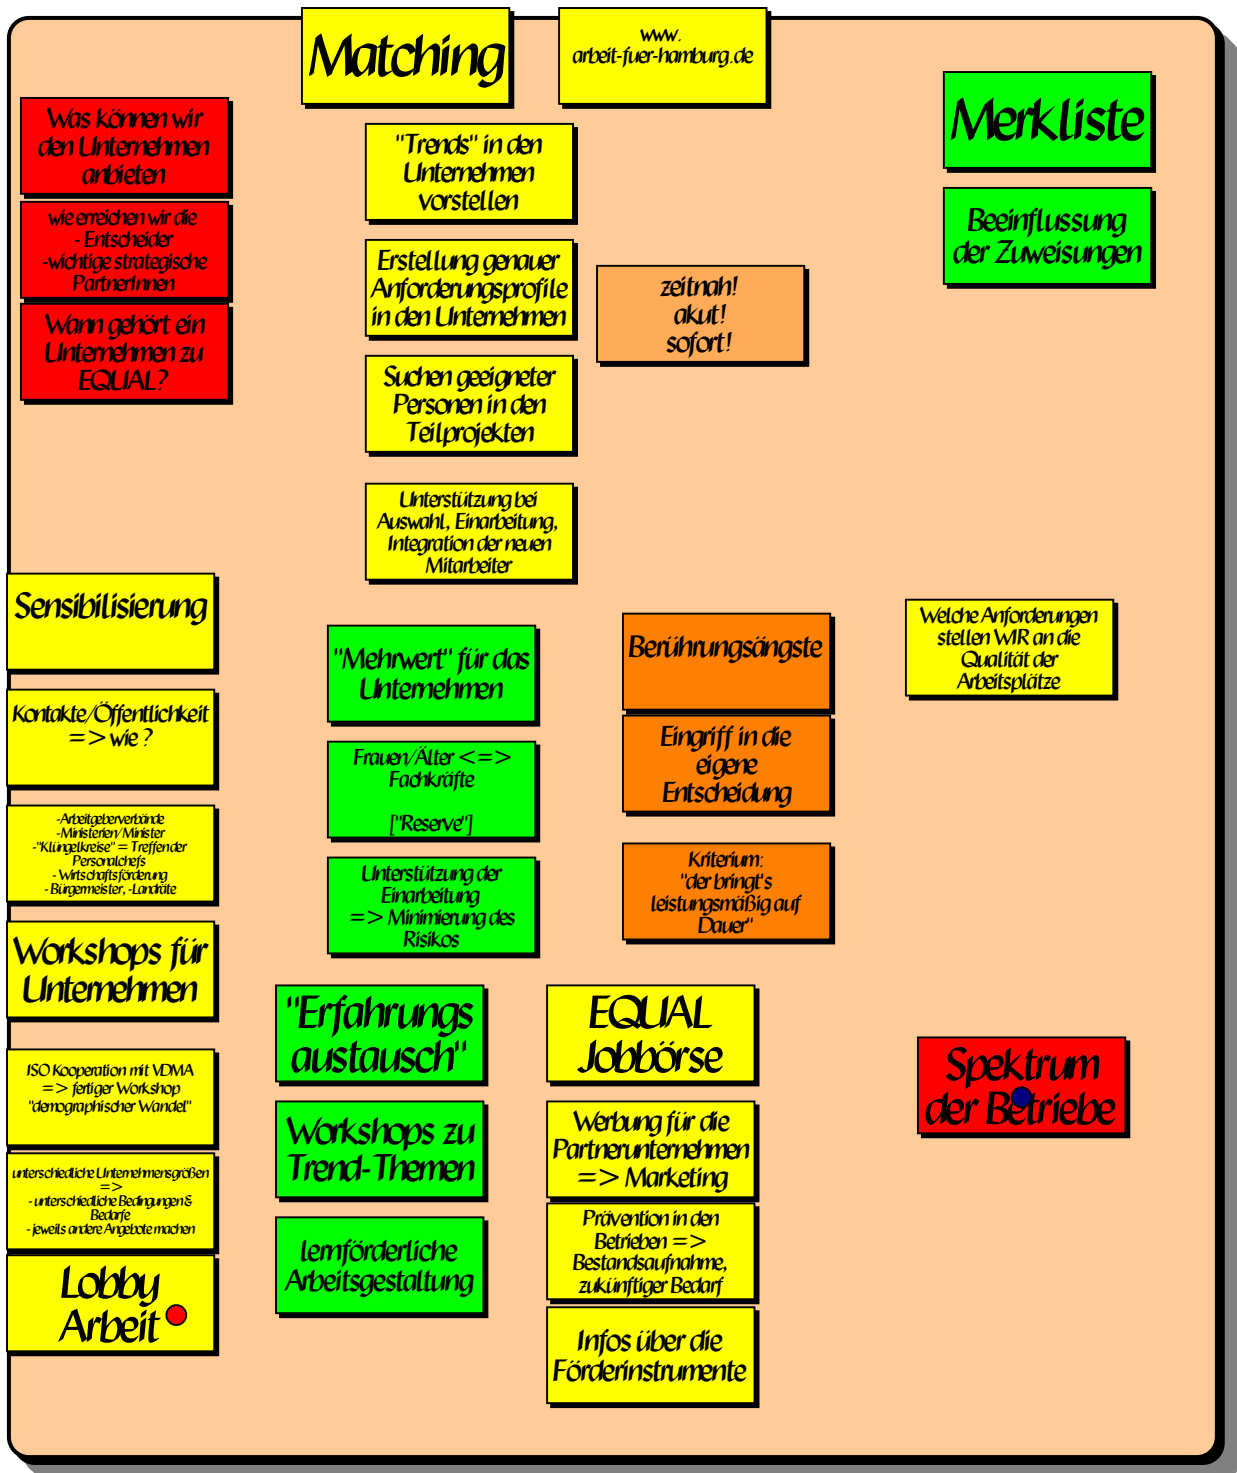 Matching
www.
arbeit-fuer-hamburg.de
Merkliste
Beeinflussung
der Zuweisungen
Was können wir
den Unternehmen
anbieten
wie erreichen wir die
- Entscheider
-wichtige strategische
PartnerInnen
Wann gehört ein
Unternehmen zu
EQUAL?
"Trends" in den
Unternehmen
vorstellen
Erstellung genauer
Anforderungsprofile
in den Unternehmen
zeitnah!
akut!
sofort!
Suchen geeigneter
Personen in den
Teilprojekten
Unterstützung bei
Auswahl, Einarbeitung,
Integration der neuen
Mitarbeiter
Sensibilisierung
Kontakte/Öffentlichkeit
=> wie ?
-Arbeitgeberverbände
-Ministerien/Minister
-"Klüngelkreise" = Treffen der
Personalchefs
- Wirtschaftsförderung
- Bürgermeister, -Landräte
Workshops für
Unternehmen
ISO Kooperation mit VDMA
=> fertiger Workshop
"demographischer Wandel"
unterschiedliche Unternehmensgrößen
=>
- unterschiedliche Bedingungen &
Bedarfe
- jeweils andere Angebote machen
Lobby
Arbeit
"Mehrwert" für das
Unternehmen
Frauen/Älter <=>
Fachkräfte
["Reserve"]
Unterstützung der
Einarbeitung
=> Minimierung des
Risikos
Berührungsängste
Eingriff in die
eigene
Entscheidung
Kriterium:
"der bringt's
leistungsmäßig auf
Dauer"
Welche Anforderungen
stellen WIR an die
Qualität der
Arbeitsplätze
"Erfahrungs
austausch"
Workshops zu
Trend-Themen
lernförderliche
Arbeitsgestaltung
EQUAL
Jobbörse
Werbung für die
Partnerunternehmen
=> Marketing
Prävention in den
Betrieben =>
Bestandsaufnahme,
zukünftiger Bedarf
Infos über die
Förderinstrumente
Spektrum
der Betriebe